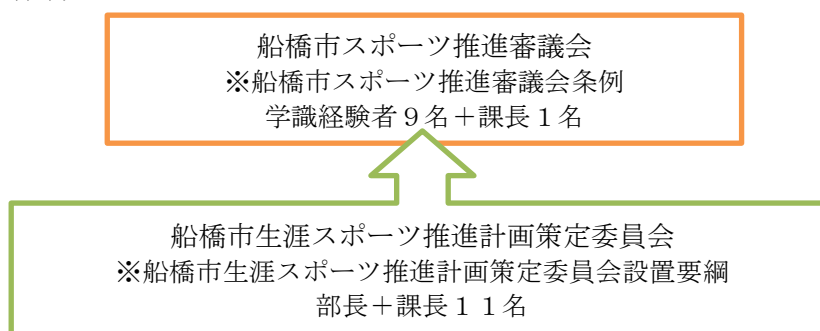 船橋市スポーツ推進審議会
※船橋市スポーツ推進審議会条例
学識経験者９名＋課長１名
船橋市生涯スポーツ推進計画策定委員会
※船橋市生涯スポーツ推進計画策定委員会設置要綱
部長＋課長１１名